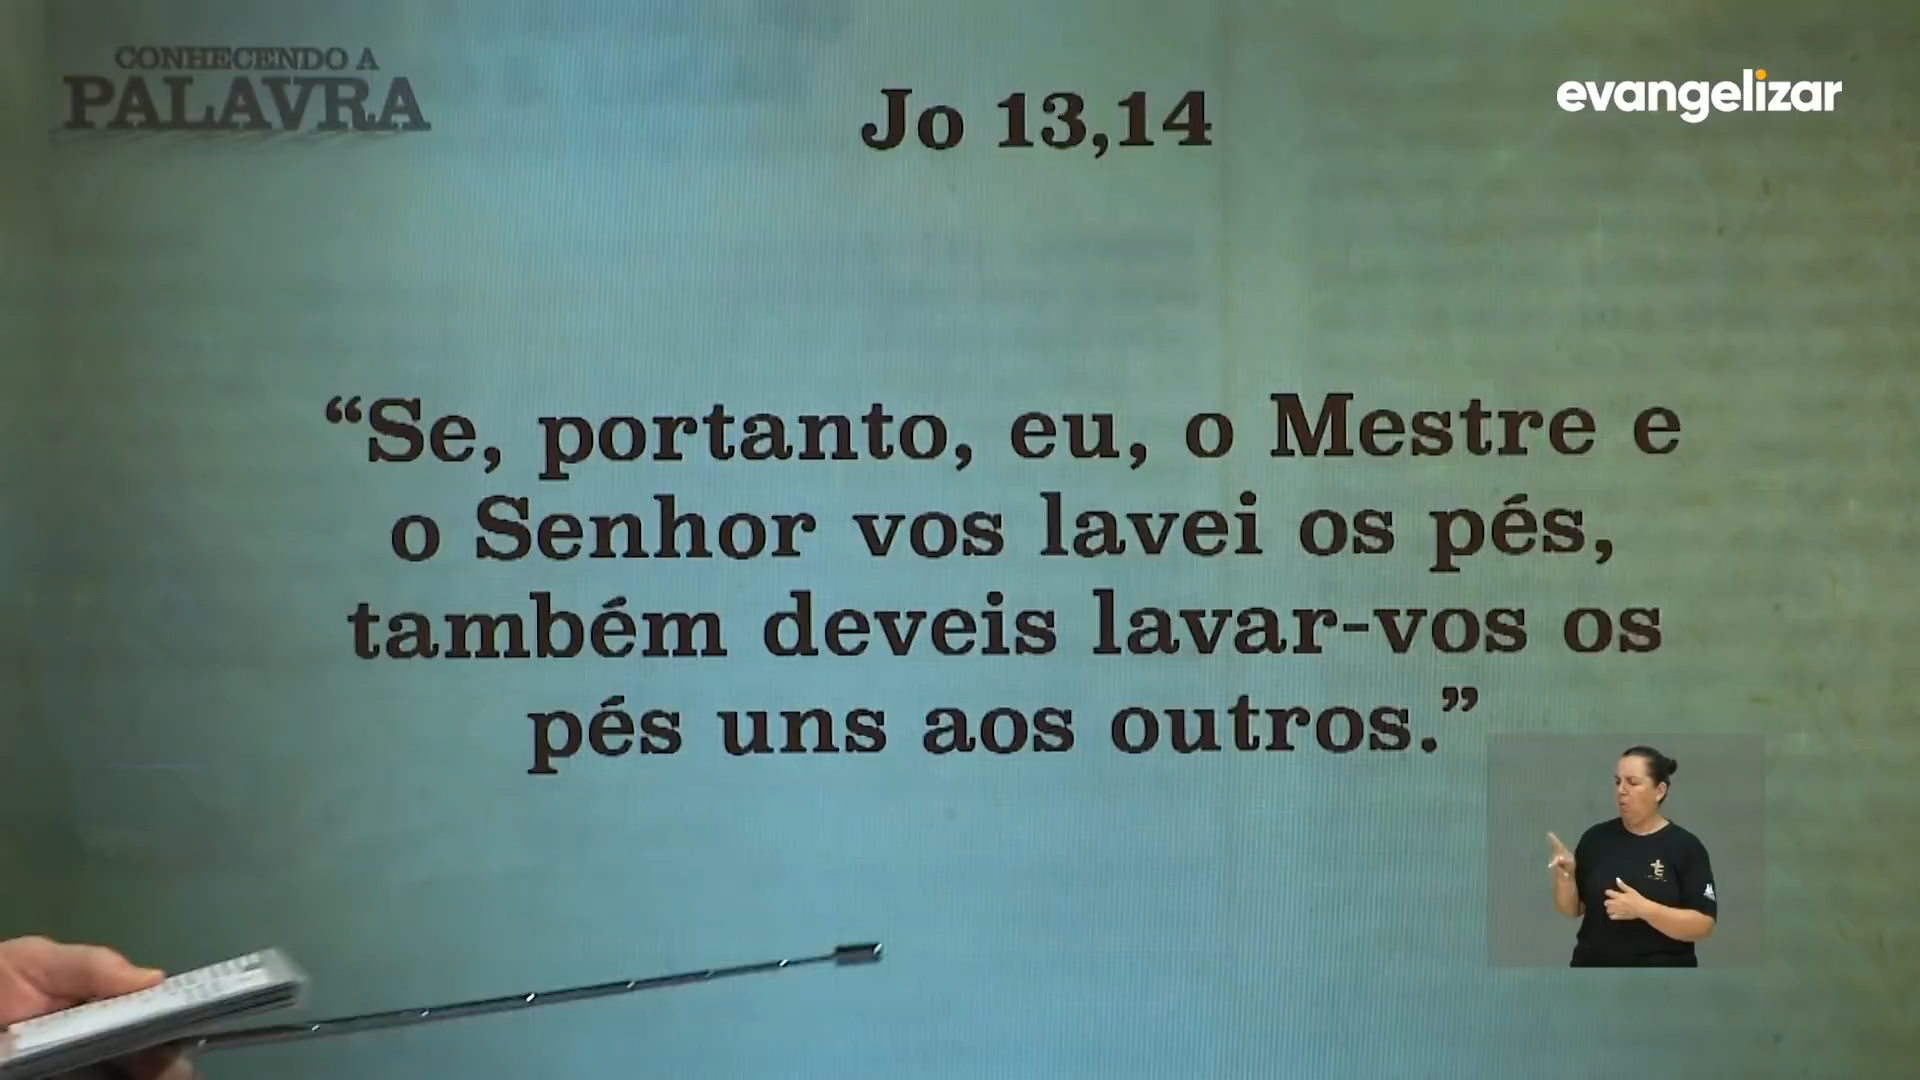 CONHECENDO A
PALAVRA
Jo 13,14
evangelizar
“Se, portanto, eu, o Mestre e
o Senhor vos lavei os pés,
também deveis lavar-vos os
pés uns aos outros.”